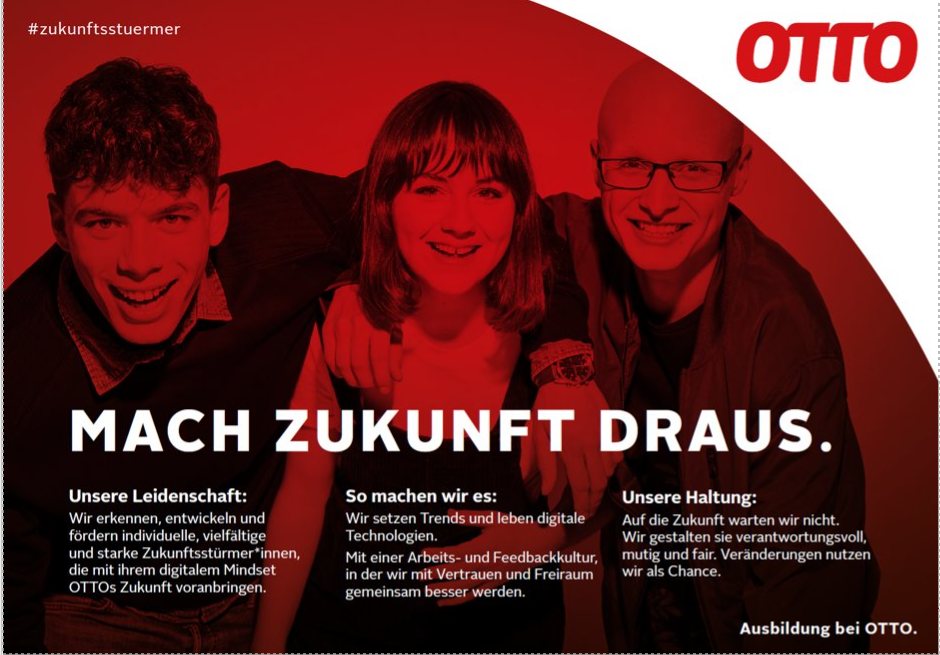 #zukunftsstuermer
OTTO
MACH ZUKUNFT DRAUS.
Unsere Leidenschaft:
Wir erkennen, entwickeln und
fördern individuelle, vielfältige
und starke Zukunftsstürmer*innen,
die mit ihrem digitalem Mindset
OTTOs Zukunft voranbringen.
So machen wir es:
Wir setzen Trends und leben digitale
Technologien.
Mit einer Arbeits- und Feedbackkultur,
in der wir mit Vertrauen und Freiraum
gemeinsam besser werden.
Unsere Haltung:
Auf die Zukunft warten wir nicht.
Wir gestalten sie verantwortungsvoll,
mutig und fair. Veränderungen nutzen
wir als Chance.
Ausbildung bei OTTO.